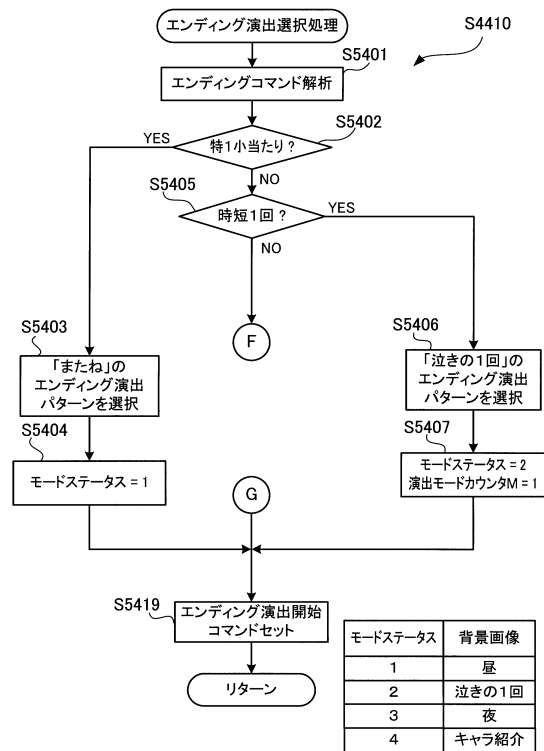 エンディング演出選択処理
S4410
S5401
エンディングコマンド解析
S5402
YES
特1小当たり?
NO
S5405
時短1回?
YES
NO
S5403
「またね」の
エンディング演出
パターンを選択
F
S5406
「泣きの1回」の
エンディング演出
パターンを選択
S5404
モードステータス = 1
S5407
モードステータス = 2
演出モードカウンタM = 1
G
S5419
エンディング演出開始
コマンドセット
リターン
モードステータス 背景画像
1 昼
2 泣きの1回
3 夜
4 キャラ紹介